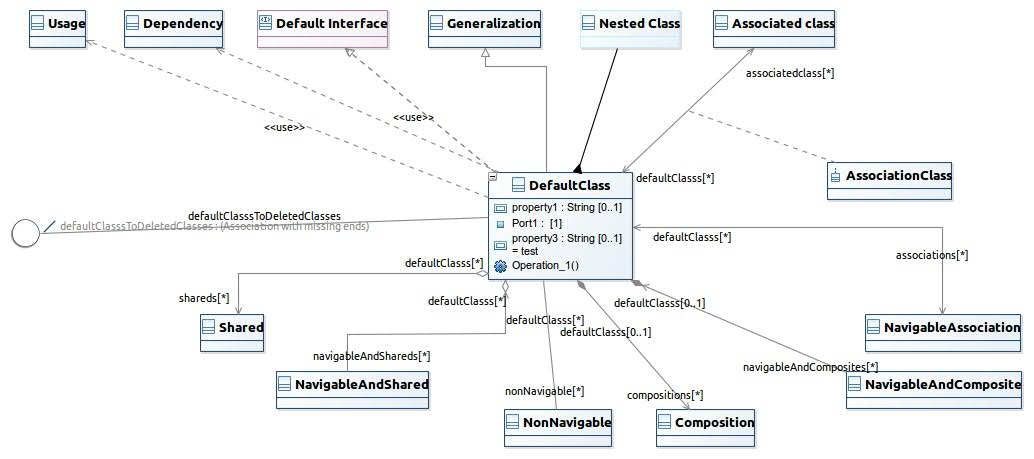 Usage
Dependency
Default Interface
Generalization
Nested Class
Associated class
associatedclass[*]
<<use>>
<<use>>
AssociationClass
defaultClasss[*]
DefaultClass
property1 : String [0..1]
Port1 : [1]
property3 : String [0..1]
= test
Operation_1()
defaultClasssToDeletedClasses
defaultClasssToDeletedClasses : (Association with missing ends)
defaultClasss[*]
associations[*]
defaultClasss[*]
shareds[*]
defaultClasss[*]
defaultClasss[0..1]
defaultClasss[*]
defaultClasss[0..1]
Shared
NavigableAssociation
navigableAndShareds[*]
navigableAndComposites[*]
NavigableAndShared
NavigableAndComposite
nonNavigable[*]
compositions[*]
NonNavigable
Composition